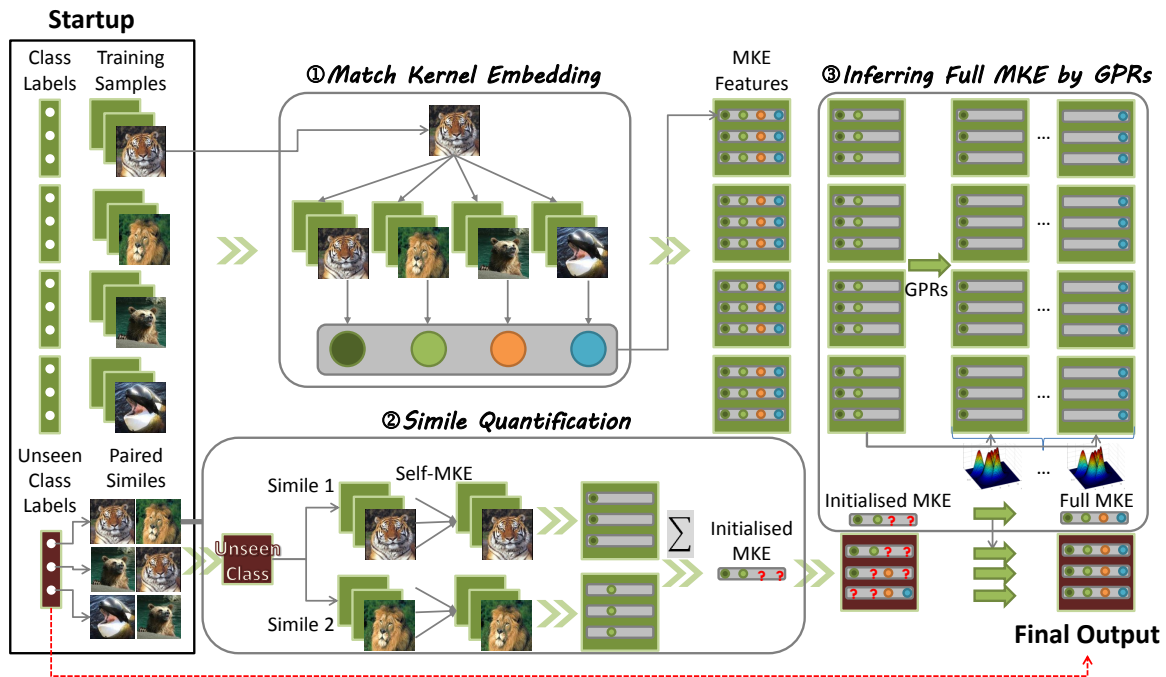 Startup
Class
Labels
Training
Samples
①Match Kernel Embedding
MKE
Features
③Inferring Full MKE by GPRs
...
...
GPRs
...
...
②Simile Quantification
Unseen
Class
Labels
Paired
Similes
Simile 1
Self-MKE
Unseen
Class
Simile 2
∑
Initialised
MKE
? ?
...
Initialised MKE
Full MKE
? ?
? ?
? ?
? ?
Final Output